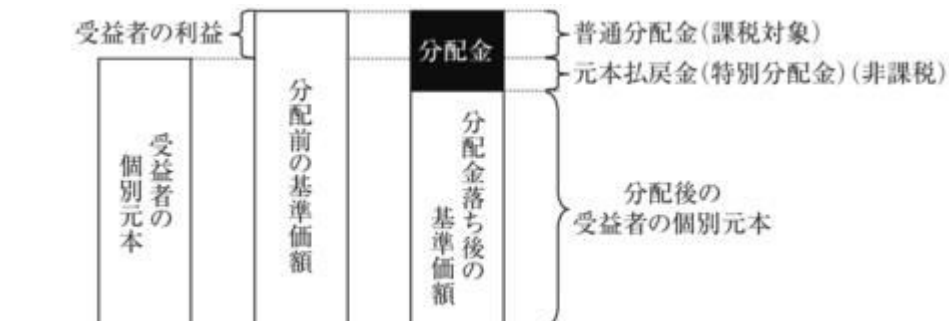 受益者の利益
分配金
普通分配金(課税対象)
元本払戻金(特別分配金)(非課税)
受益者の
個別元本
分配前の基準価額
分配金落ち後の
基準価額
分配後の
受益者の個別元本